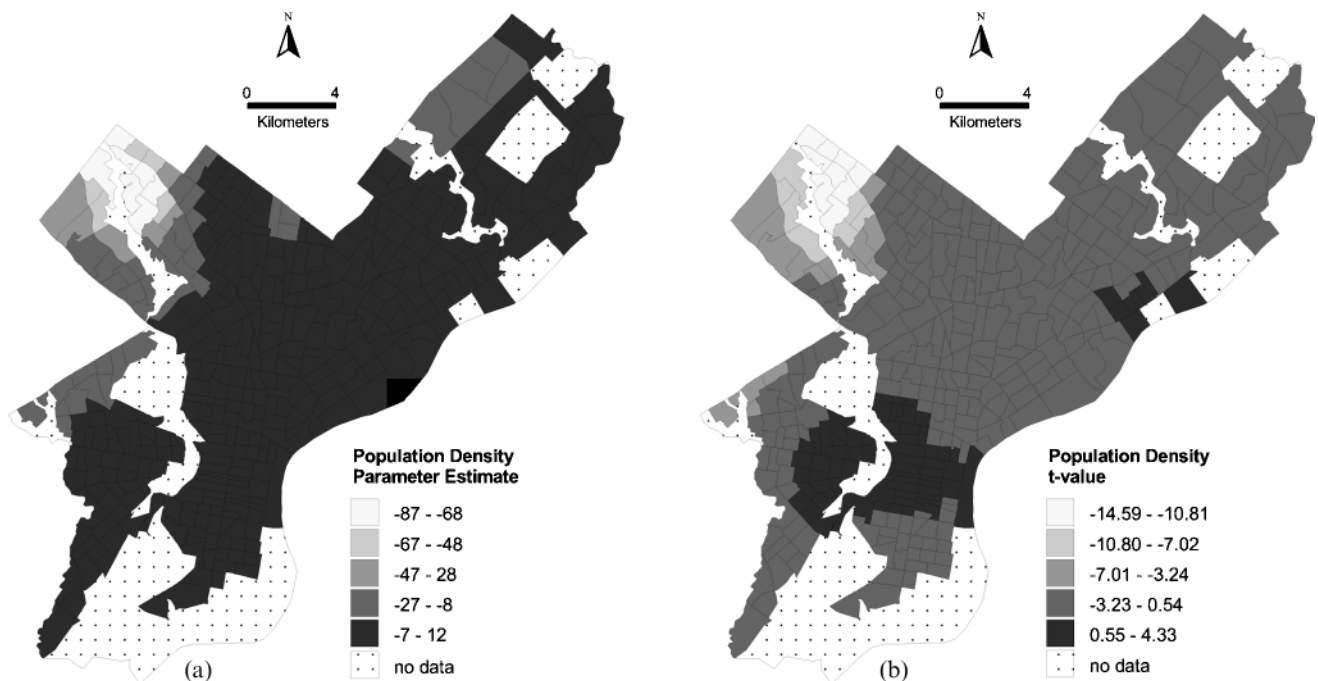 N
0 4
Kilometers
Population Density
Parameter Estimate
-87 - -68
-67 - -48
-47 - 28
-27 - -8
-7 - 12
no data
(a)
N
0 4
Kilometers
Population Density
t-value
-14.59 - -10.81
-10.80 - -7.02
-7.01 - -3.24
-3.23 - 0.54
0.55 - 4.33
no data
(b)